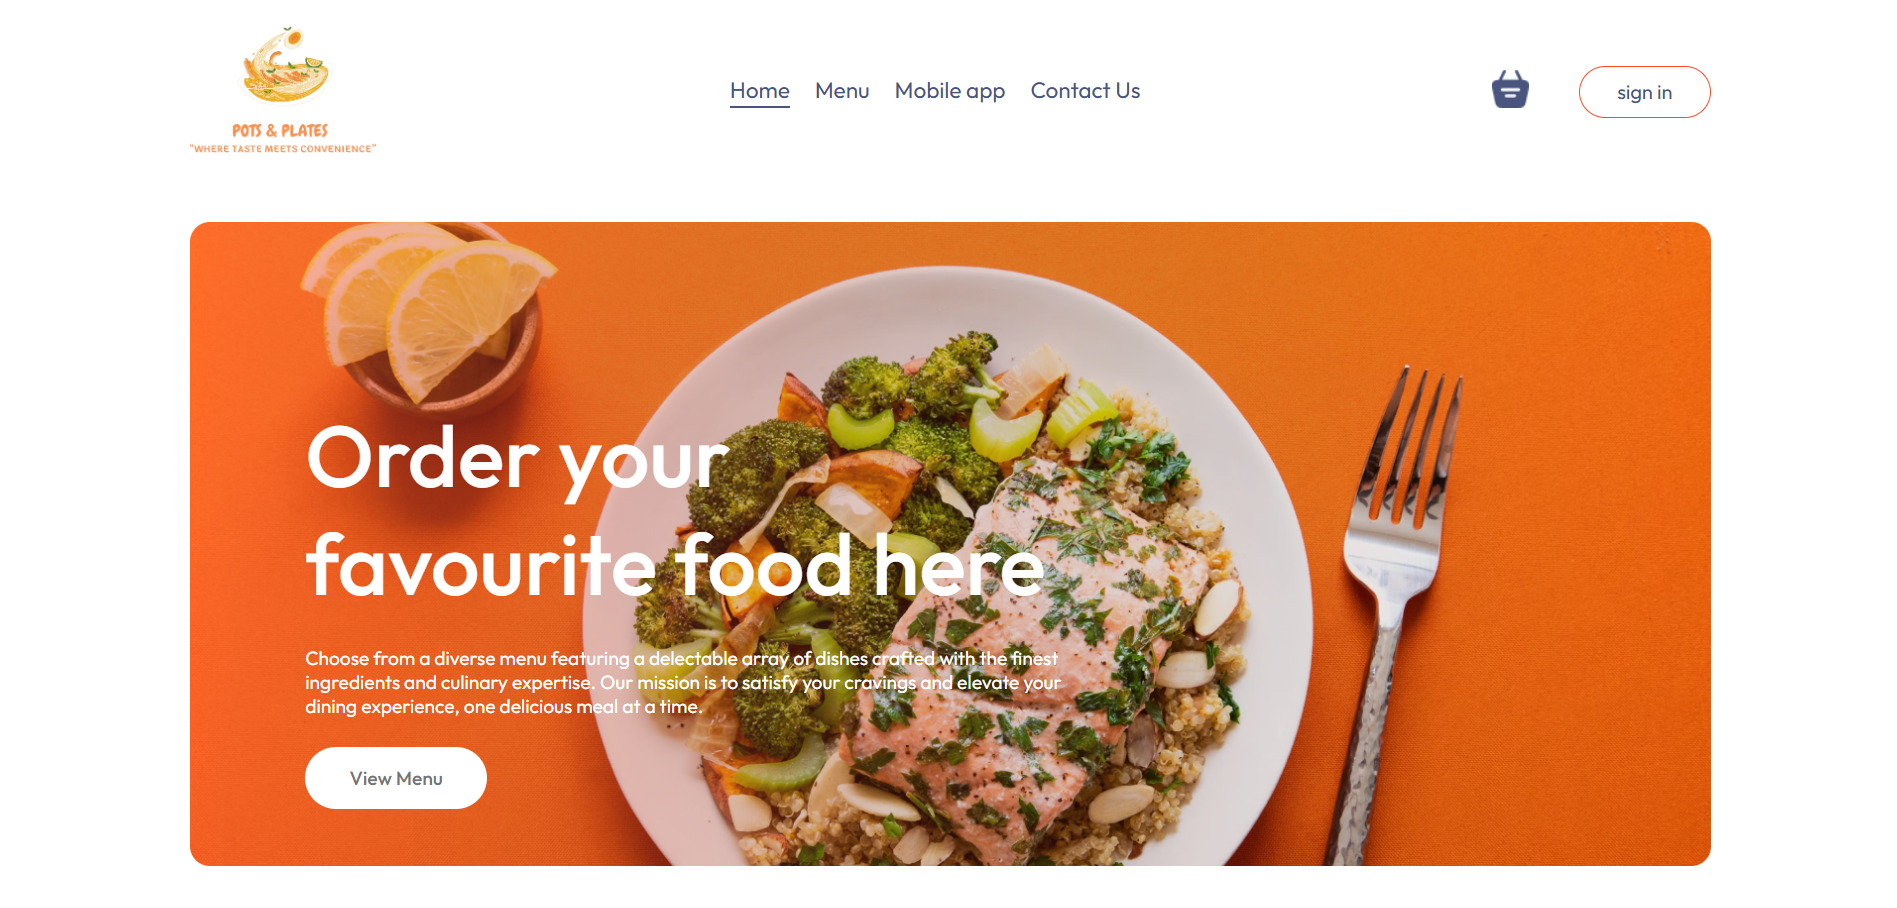 POTS & PLATES
"WHERE TASTE MEETS CONVENIENCE"
Home Menu Mobile app Contact Us
sign in
Order your
favourite food here
Choose from a diverse menu featuring a delectable array of dishes crafted with the finest
ingredients and culinary expertise. Our mission is to satisfy your cravings and elevate your
dining experience, one delicious meal at a time.
View Menu